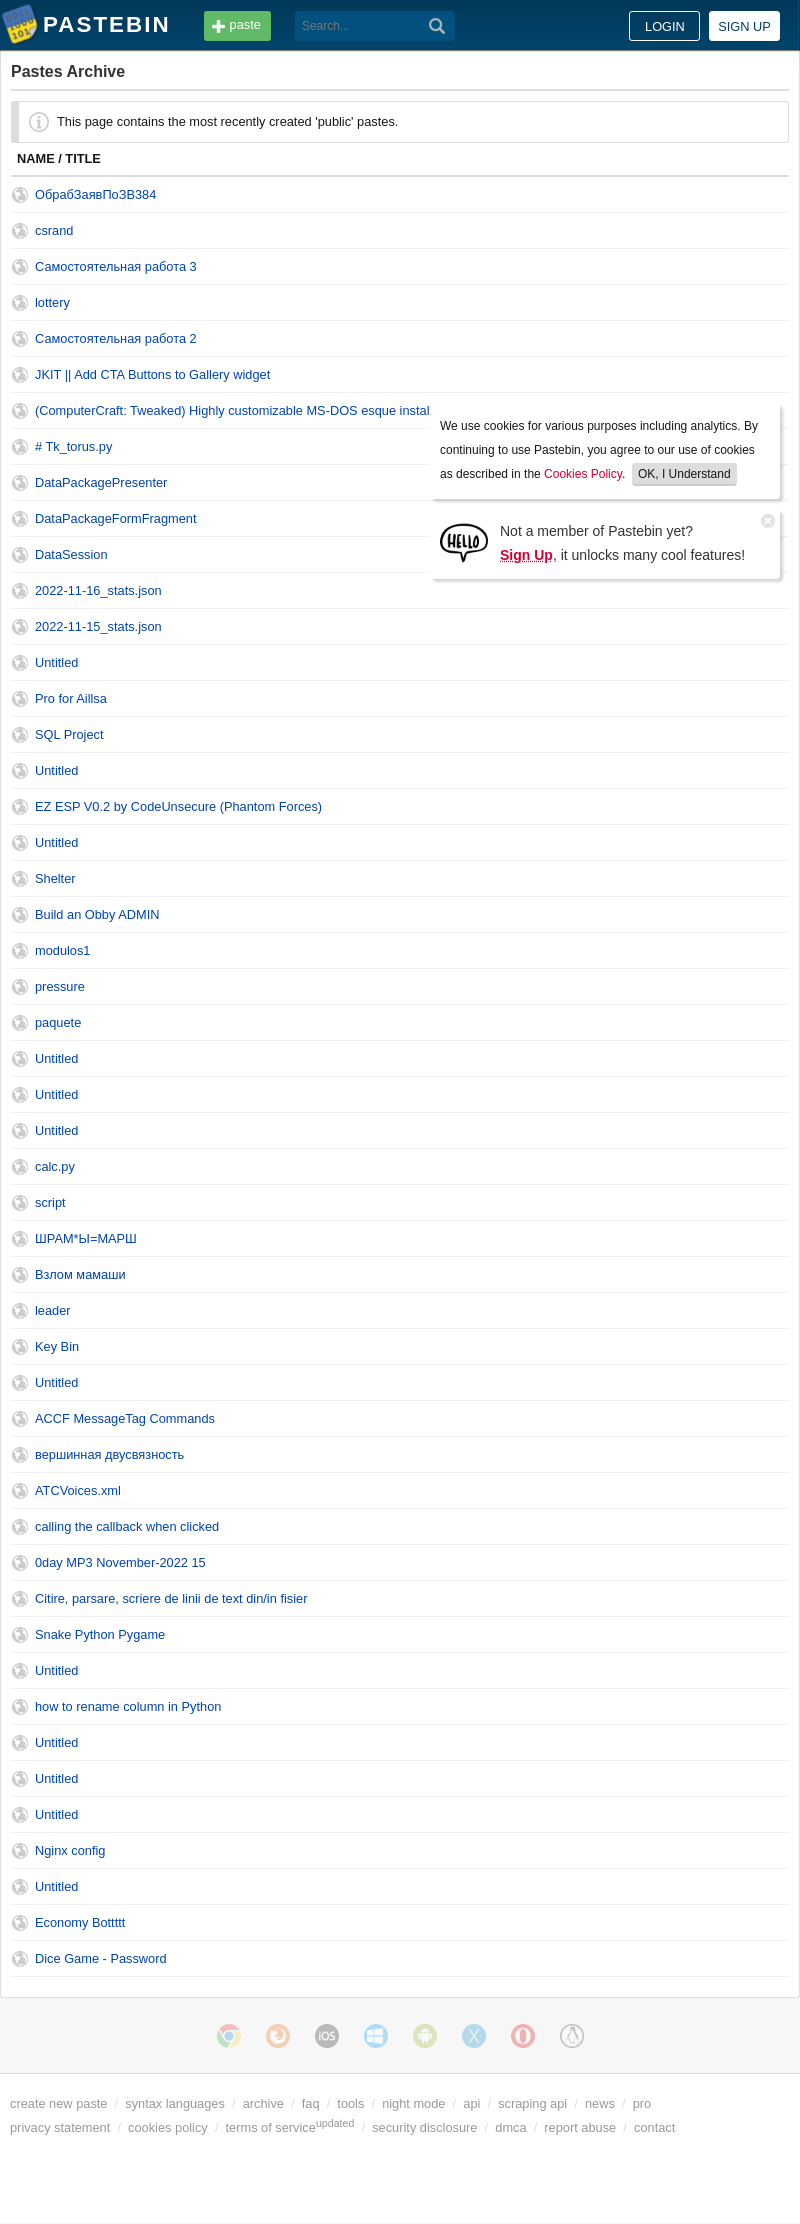 PASTEBIN
paste
Search...
LOGIN
SIGN UP
Pastes Archive
This page contains the most recently created 'public' pastes.
NAME / TITLE
ОбрабЗаявПоЗВ384
csrand
Самостоятельная работа 3
lottery
Самостоятельная работа 2
JKIT || Add CTA Buttons to Gallery widget
(ComputerCraft: Tweaked) Highly customizable MS-DOS esque instal
We use cookies for various purposes including analytics. By
continuing to use Pastebin, you agree to our use of cookies
as described in the Cookies Policy. OK, I Understand
# Tk_torus.py
DataPackagePresenter
DataPackageFormFragment
HELLO
Not a member of Pastebin yet?
Sign Up, it unlocks many cool features!
DataSession
2022-11-16_stats.json
2022-11-15_stats.json
Untitled
Pro for Aillsa
SQL Project
Untitled
EZ ESP V0.2 by CodeUnsecure (Phantom Forces)
Untitled
Shelter
Build an Obby ADMIN
modulos1
pressure
paquete
Untitled
Untitled
Untitled
calc.py
script
ШРАМ*Ы=МАРШ
Взлом мамаши
leader
Key Bin
Untitled
ACCF MessageTag Commands
вершинная двусвязность
ATCVoices.xml
calling the callback when clicked
0day MP3 November-2022 15
Citire, parsare, scriere de linii de text din/in fisier
Snake Python Pygame
Untitled
how to rename column in Python
Untitled
Untitled
Untitled
Nginx config
Untitled
Economy Bottttt
Dice Game - Password
iOS
create new paste / syntax languages / archive / faq / tools / night mode / api / scraping api / news / pro
privacy statement / cookies policy / terms of service updated / security disclosure / dmca / report abuse / contact